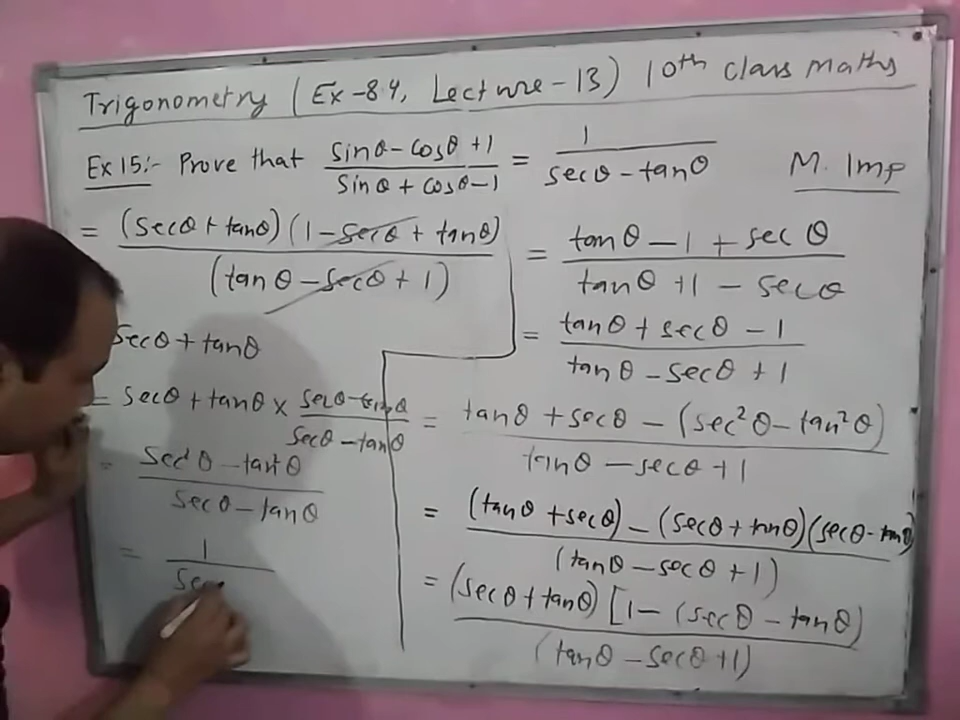 Trigonometry (Ex-8.4, Lecture-13) 10th class maths
Ex 15:- Prove that (sinθ - cosθ + 1)/(sinθ + cosθ - 1) = 1/(secθ - tanθ) M. Imp
= tanθ - 1 + secθ / tanθ + 1 - secθ
= tanθ + secθ - 1 / tanθ - secθ + 1
= tanθ + secθ - (sec²θ - tan²θ) / tanθ - secθ + 1
= (tanθ + secθ) - (secθ + tanθ)(secθ - tanθ) / (tanθ - secθ + 1)
= (secθ + tanθ) [1 - (secθ - tanθ) / (tanθ - secθ + 1)
= (secθ + tanθ)(1 - secθ + tanθ) / (tanθ - secθ + 1)
secθ + tanθ
= secθ + tanθ × secθ - tanθ / secθ - tanθ
= sec²θ - tan²θ / secθ - tanθ
= 1 / sec